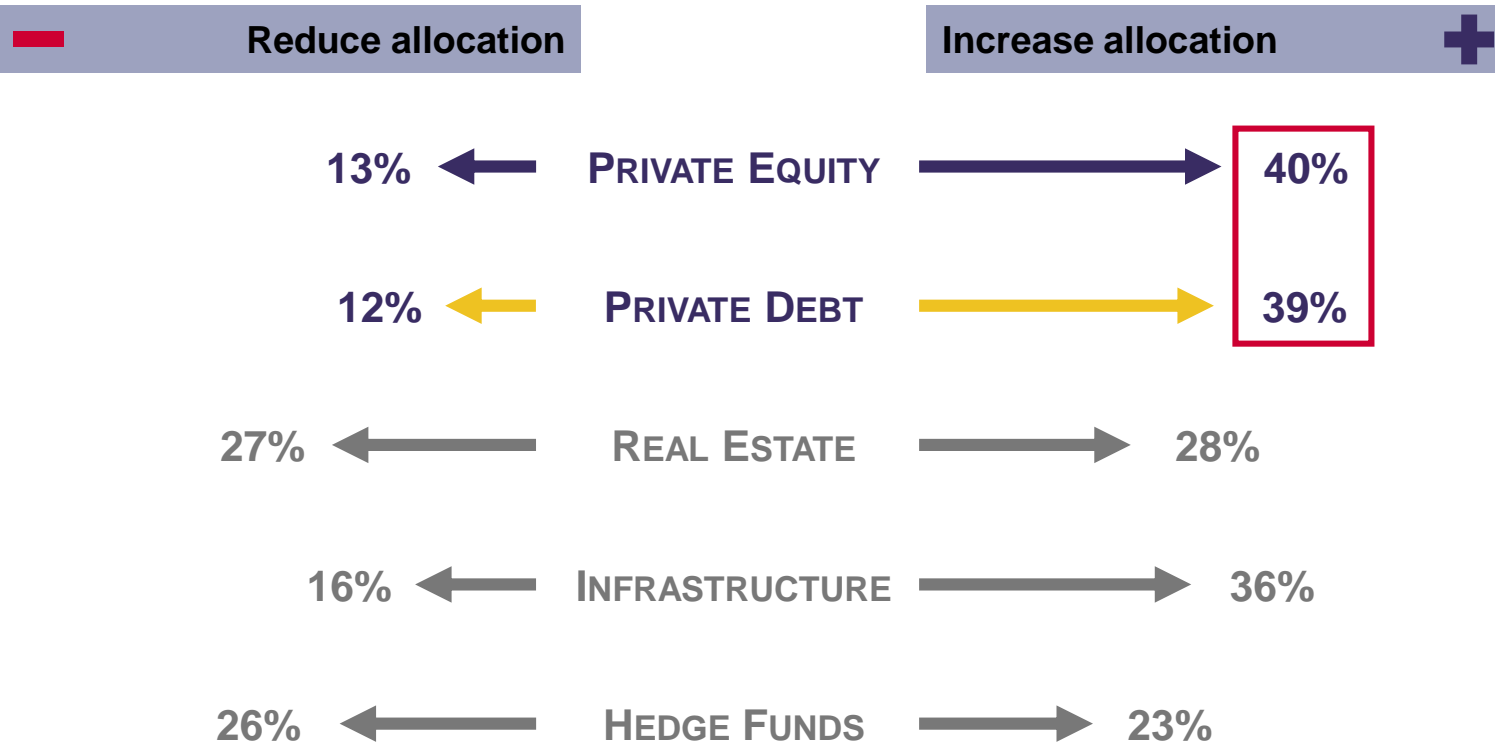 Reduce allocation Increase allocation
13% PRIVATE EQUITY 40%
12% PRIVATE DEBT 39%
27% REAL ESTATE 28%
16% INFRASTRUCTURE 36%
26% HEDGE FUNDS 23%